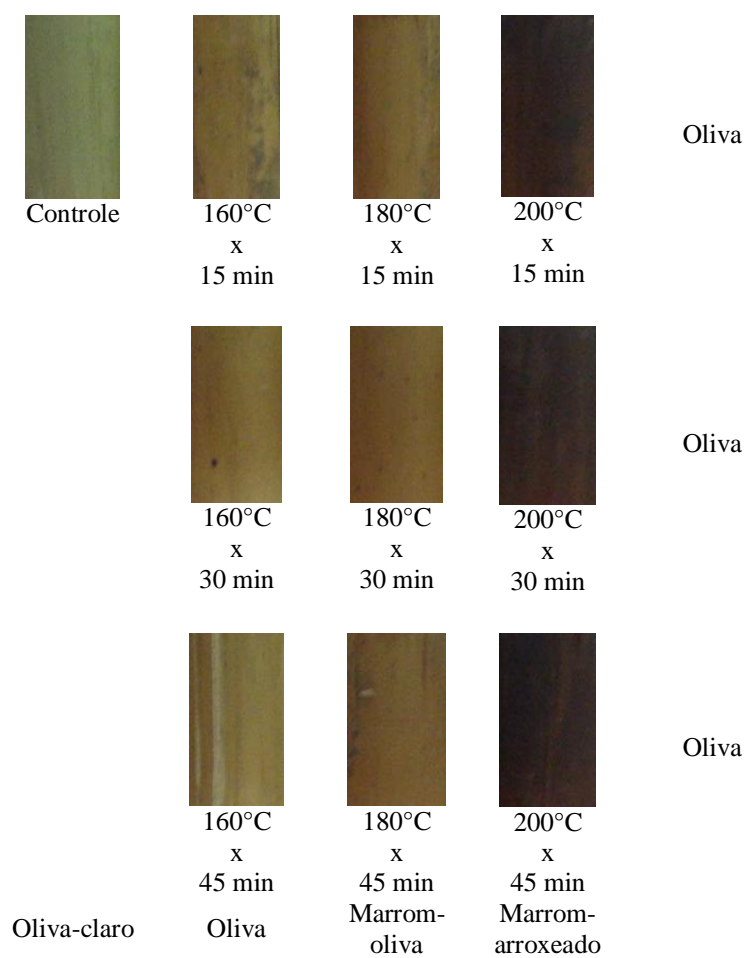 Oliva
Controle 160°C 180°C 200°C
x x x
15 min 15 min 15 min
Oliva
160°C 180°C 200°C
x x x
30 min 30 min 30 min
Oliva
160°C 180°C 200°C
x x x
45 min 45 min 45 min
Oliva-claro Oliva Marrom- Marrom-
oliva arroxeado